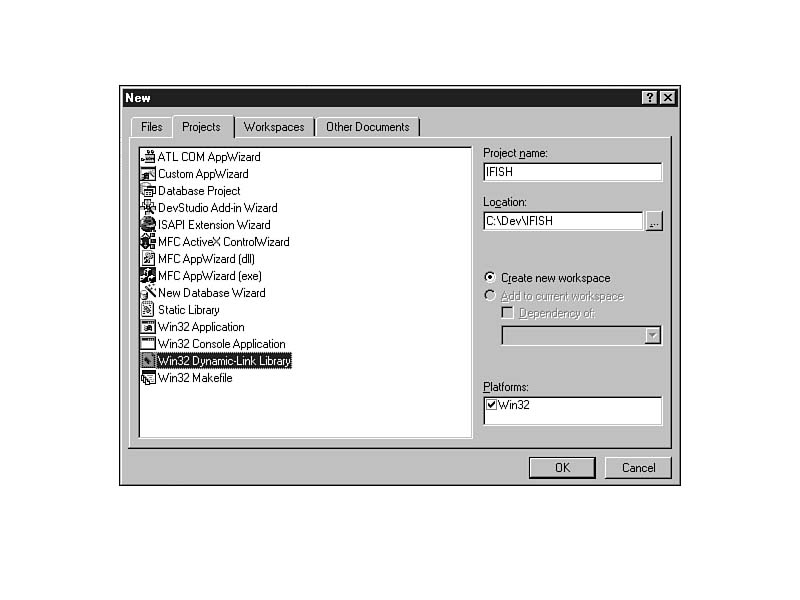 New
Files Projects Workspaces Other Documents
ATL COM AppWizard
Custom AppWizard
Database Project
DevStudio Add-in Wizard
ISAPI Extension Wizard
MFC ActiveX ControlWizard
MFC AppWizard (dll)
MFC AppWizard (exe)
New Database Wizard
Static Library
Win32 Application
Win32 Console Application
Win32 Dynamic-Link Library
Win32 Makefile
Project name:
IFISH
Location:
C:\Dev\IFISH
...
Create new workspace
Add to current workspace
Dependency of:
Platforms:
Win32
OK Cancel